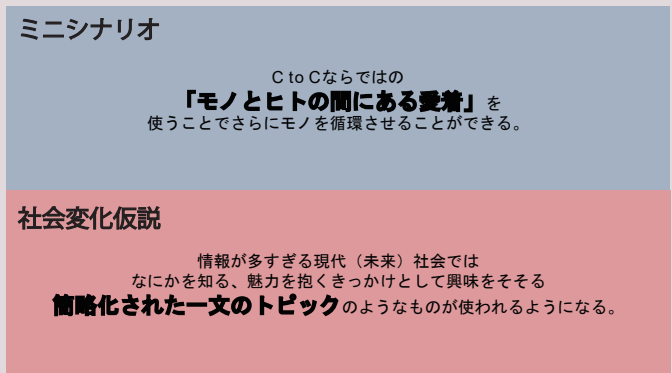 ミニシナリオ
C to Cならではの
「モノとヒトの間にある愛着」を
使うことでさらにモノを循環させることができる。
社会変化仮説
情報が多すぎる現代（未来）社会では
なにかを知る、魅力を抱くきっかけとして興味をそそる
簡略化された一文のトピックのようなものが使われるようになる。